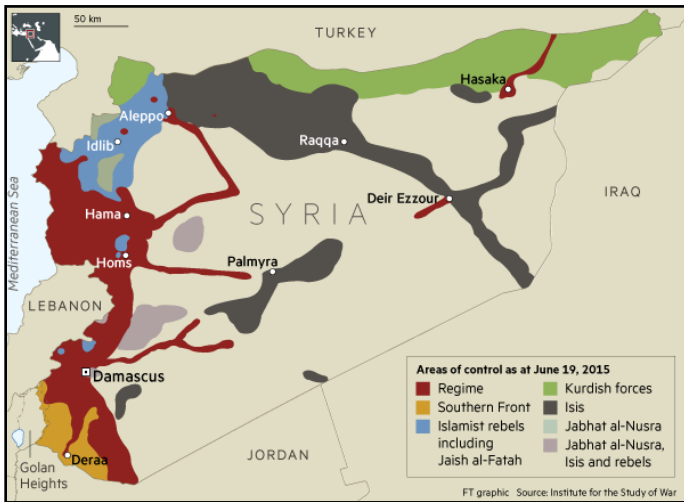 50 km
TURKEY
Hasaka
Aleppo
Idlib
Raqqa
Mediterranean Sea
Deir Ezzour
IRAQ
Hama
SYRIA
Homs
Palmyra
LEBANON
Damascus
Deraa
Golan
Heights
JORDAN
Areas of control as at June 19, 2015
Regime
Southern Front
Islamist rebels
including
Jaish al-Fatah
Kurdish forces
Isis
Jabhat al-Nusra
Jabhat al-Nusra,
Isis and rebels
FT graphic Source: Institute for the Study of War